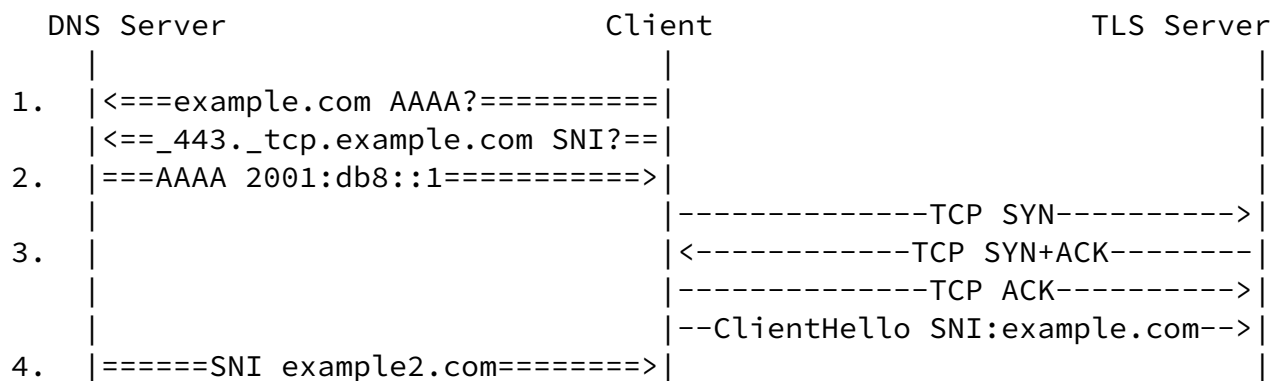 DNS Server                    Client                    TLS Server
     |                             |                             |
1.   |<===example.com AAAA?==========|                             |
     |<==_443._tcp.example.com SNI?==|                             |
2.   |===AAAA 2001:db8::1===========>|                             |
     |                             |--------------TCP SYN---------->|
3.   |                             |<------------TCP SYN+ACK--------|
     |                             |--------------TCP ACK---------->|
     |                             |--ClientHello SNI:example.com-->|
4.   |======SNI example2.com========>|                             |